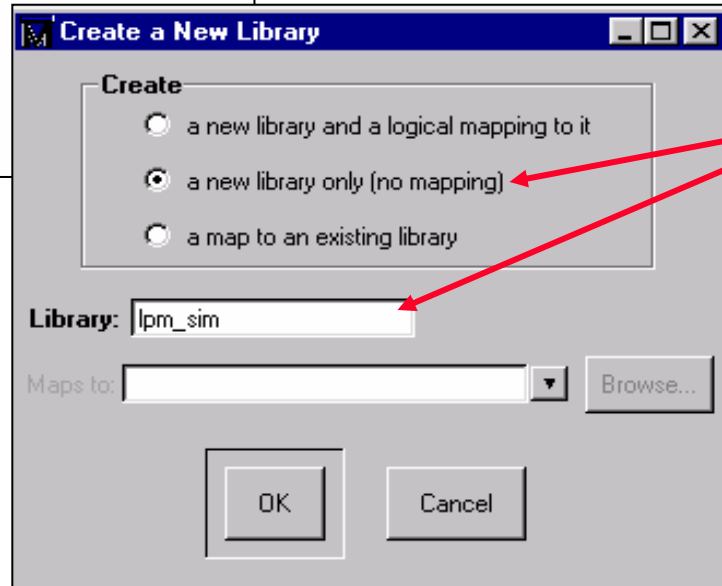 Create a New Library
Create
a new library and a logical mapping to it
a new library only (no mapping)
a map to an existing library
Library: lpm_sim
Maps to:
Browse...
OK
Cancel